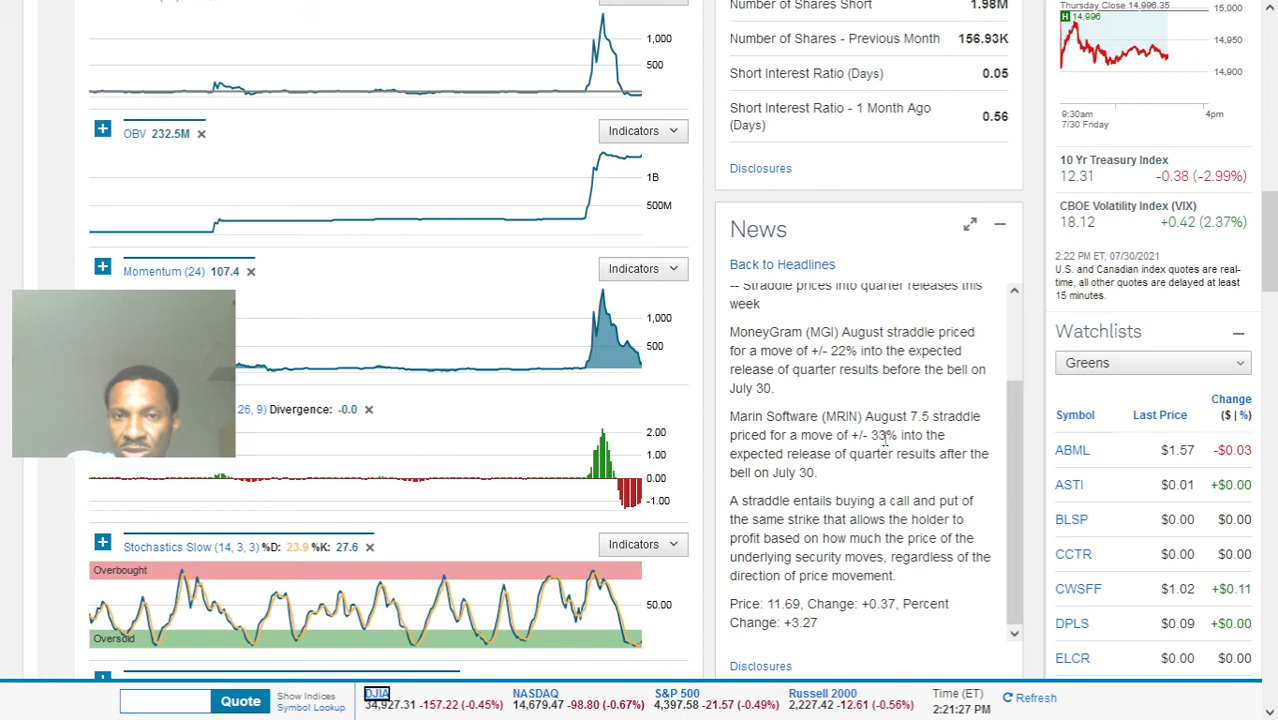 1,000
500
OBV 232.5M ×
Indicators
1B
500M
Momentum (24) 107.4 ×
Indicators
1,000
500
26, 9) Divergence: -0.0 ×
2.00
1.00
0.00
-1.00
Stochastics Slow (14, 3, 3) %D: 23.9 %K: 27.6 ×
Indicators
Overbought
50.00
Oversold
Number of Shares Short 1.98M
Number of Shares - Previous Month 156.93K
Short Interest Ratio (Days) 0.05
Short Interest Ratio - 1 Month Ago
(Days) 0.56
Disclosures
News
Back to Headlines
-- Straddle prices into quarter releases this
week
MoneyGram (MGI) August straddle priced
for a move of +/- 22% into the expected
release of quarter results before the bell on
July 30.
Marin Software (MRIN) August 7.5 straddle
priced for a move of +/- 33% into the
expected release of quarter results after the
bell on July 30.
A straddle entails buying a call and put of
the same strike that allows the holder to
profit based on how much the price of the
underlying security moves, regardless of the
direction of price movement.
Price: 11.69, Change: +0.37, Percent
Change: +3.27
Disclosures
Thursday Close 14,996.35
H 14,996
15,000
14,950
14,900
9:30am 4pm
7/30 Friday
10 Yr Treasury Index
12.31 -0.38 (-2.99%)
CBOE Volatility Index (VIX)
18.12 +0.42 (2.37%)
2:22 PM ET, 07/30/2021
U.S. and Canadian index quotes are real-
time, all other quotes are delayed at least
15 minutes.
Watchlists
Greens
Change
Symbol Last Price ($ | %)
ABML $1.57 -$0.03
ASTI $0.01 +$0.00
BLSP $0.00 $0.00
CCTR $0.00 $0.00
CWSFF $1.02 +$0.11
DPLS $0.09 +$0.00
ELCR $0.00 $0.00
Quote
Show Indices
Symbol Lookup
DJIA
34,927.31 -157.22 (-0.45%)
NASDAQ
14,679.47 -98.80 (-0.67%)
S&P 500
4,397.58 -21.57 (-0.49%)
Russell 2000
2,227.42 -12.61 (-0.56%)
Time (ET)
2:21:27 PM
Refresh